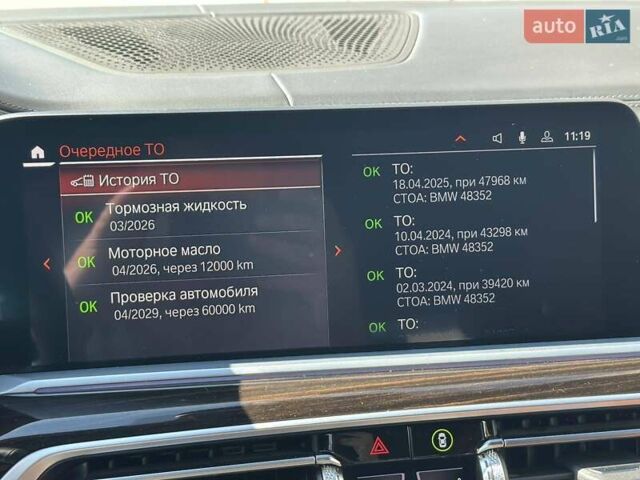 auto RIA
.com
Очередное ТО
11:19
История ТО
OK Тормозная жидкость
03/2026
OK Моторное масло
04/2026, через 12000 km
OK Проверка автомобиля
04/2029, через 60000 km
OK ТО:
18.04.2025, при 47968 км
СТОА: BMW 48352
OK ТО:
10.04.2024, при 43298 км
СТОА: BMW 48352
OK ТО:
02.03.2024, при 39420 км
СТОА: BMW 48352
OK ТО: